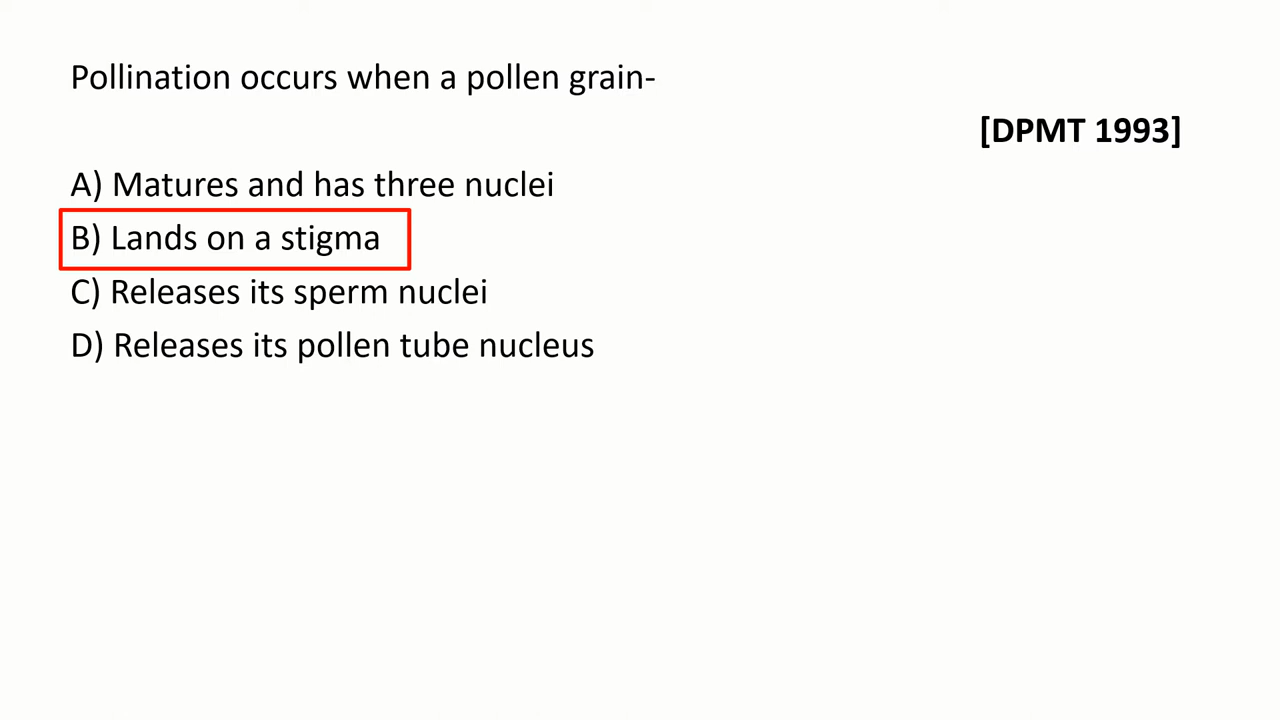 Pollination occurs when a pollen grain-
[DPMT 1993]
A) Matures and has three nuclei
B) Lands on a stigma
C) Releases its sperm nuclei
D) Releases its pollen tube nucleus